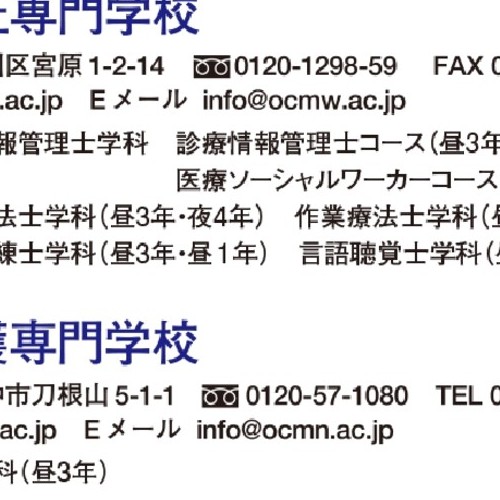 専門学校
区宮原 1-2-14 0120-1298-59 FAX 0
.ac.jp Eメール info@ocmw.ac.jp
報管理士学科 診療情報管理士コース（昼3年
医療ソーシャルワーカーコース
法士学科（昼3年・夜4年） 作業療法士学科（昼
練士学科（昼3年・昼1年） 言語聴覚士学科（昼
護専門学校
中市刀根山 5-1-1 0120-57-1080 TEL 0
ac.jp Eメール info@ocmn.ac.jp
科（昼3年）